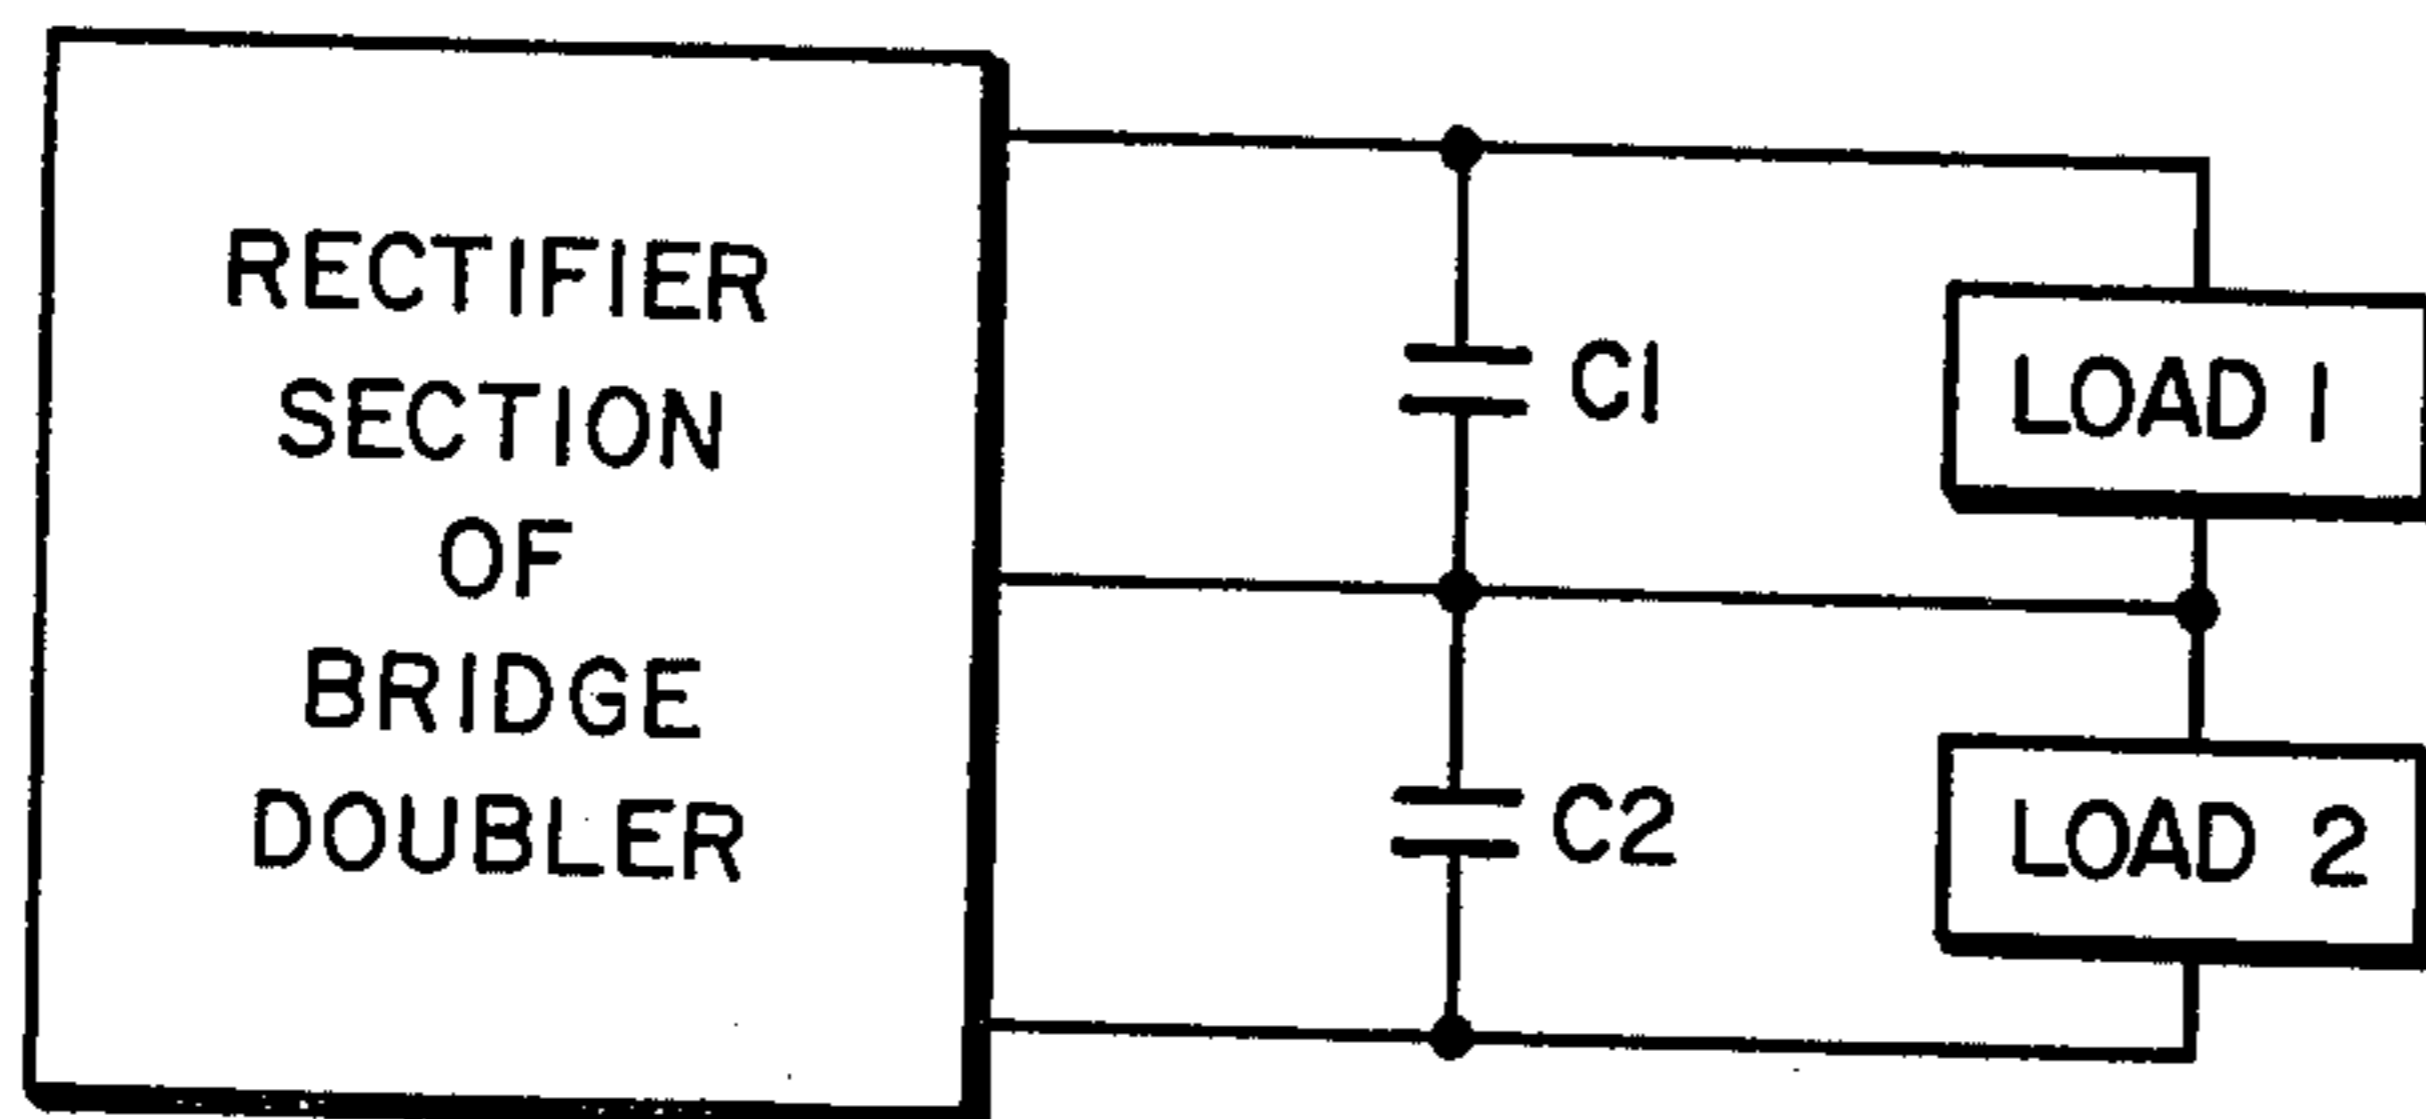 RECTIFIER
SECTION
OF
BRIDGE
DOUBLER
C1
LOAD 1
C2
LOAD 2